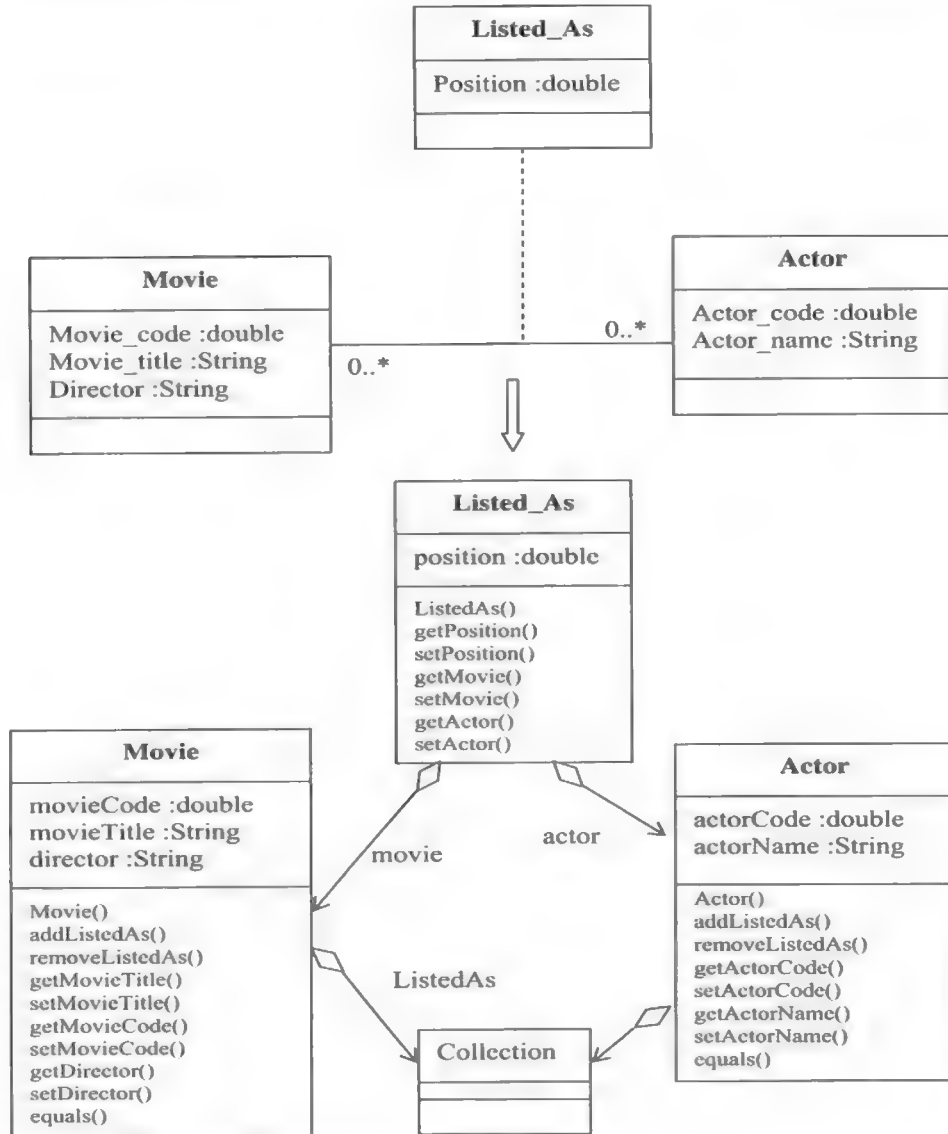 Listed_As
Position :double
Movie
Movie_code :double
Movie_title :String
Director :String
0..*
0..*
Actor
Actor_code :double
Actor_name :String
Listed_As
position :double
ListedAs()
getPosition()
setPosition()
getMovie()
setMovie()
getActor()
setActor()
Movie
movieCode :double
movieTitle :String
director :String
Movie()
addListedAs()
removeListedAs()
getMovieTitle()
setMovieTitle()
getMovieCode()
setMovieCode()
getDirector()
setDirector()
equals()
movie
actor
ListedAs
Collection
Actor
actorCode :double
actorName :String
Actor()
addListedAs()
removeListedAs()
getActorCode()
setActorCode()
getActorName()
setActorName()
equals()